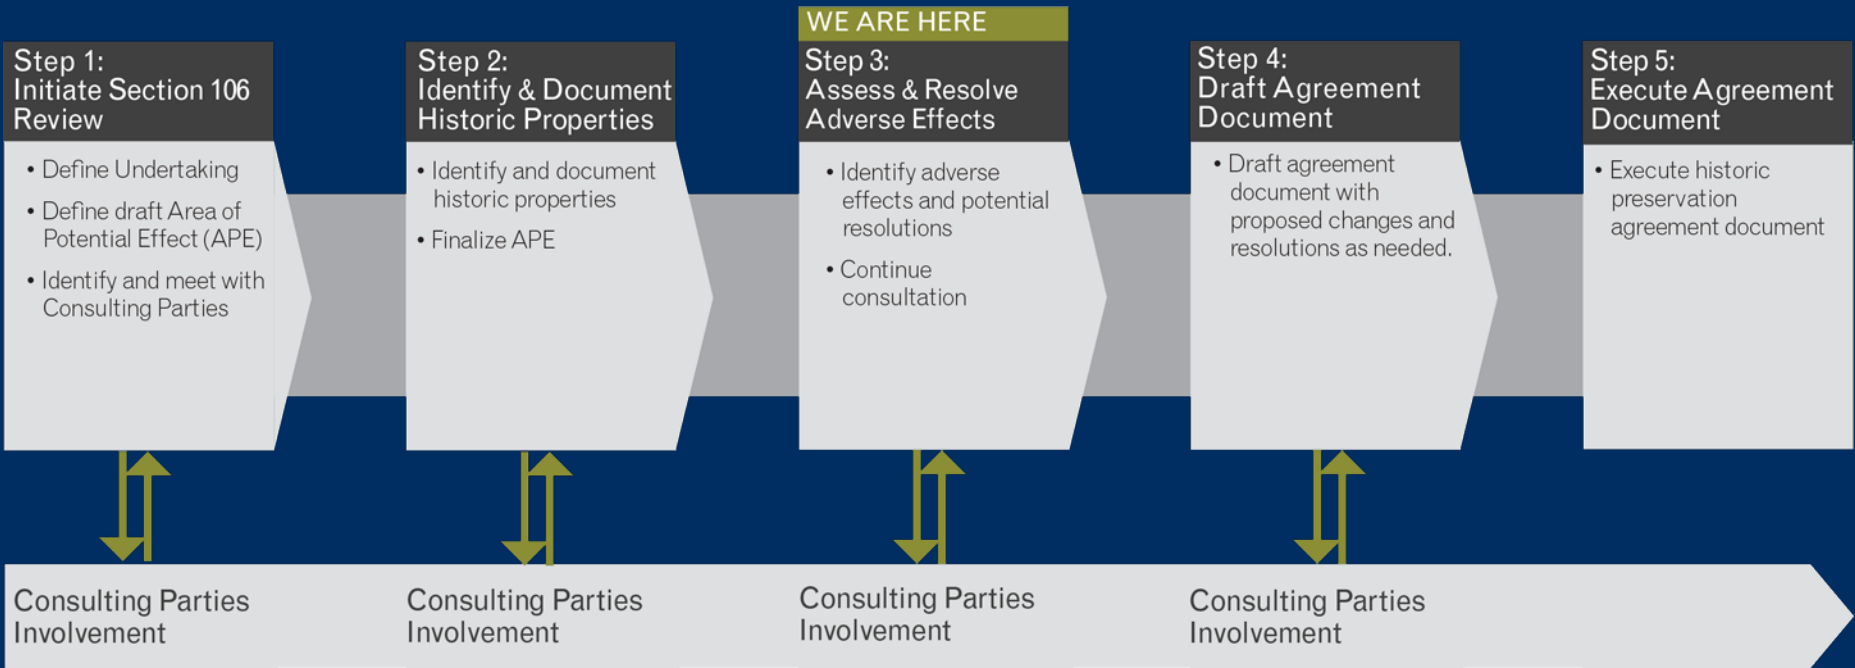 WE ARE HERE
Step 1:
Initiate Section 106
Review
• Define Undertaking
• Define draft Area of
Potential Effect (APE)
• Identify and meet with
Consulting Parties
Step 2:
Identify & Document
Historic Properties
• Identify and document
historic properties
• Finalize APE
Step 3:
Assess & Resolve
Adverse Effects
• Identify adverse
effects and potential
resolutions
• Continue
consultation
Step 4:
Draft Agreement
Document
• Draft agreement
document with
proposed changes and
resolutions as needed.
Step 5:
Execute Agreement
Document
• Execute historic
preservation
agreement document
Consulting Parties
Involvement
Consulting Parties
Involvement
Consulting Parties
Involvement
Consulting Parties
Involvement